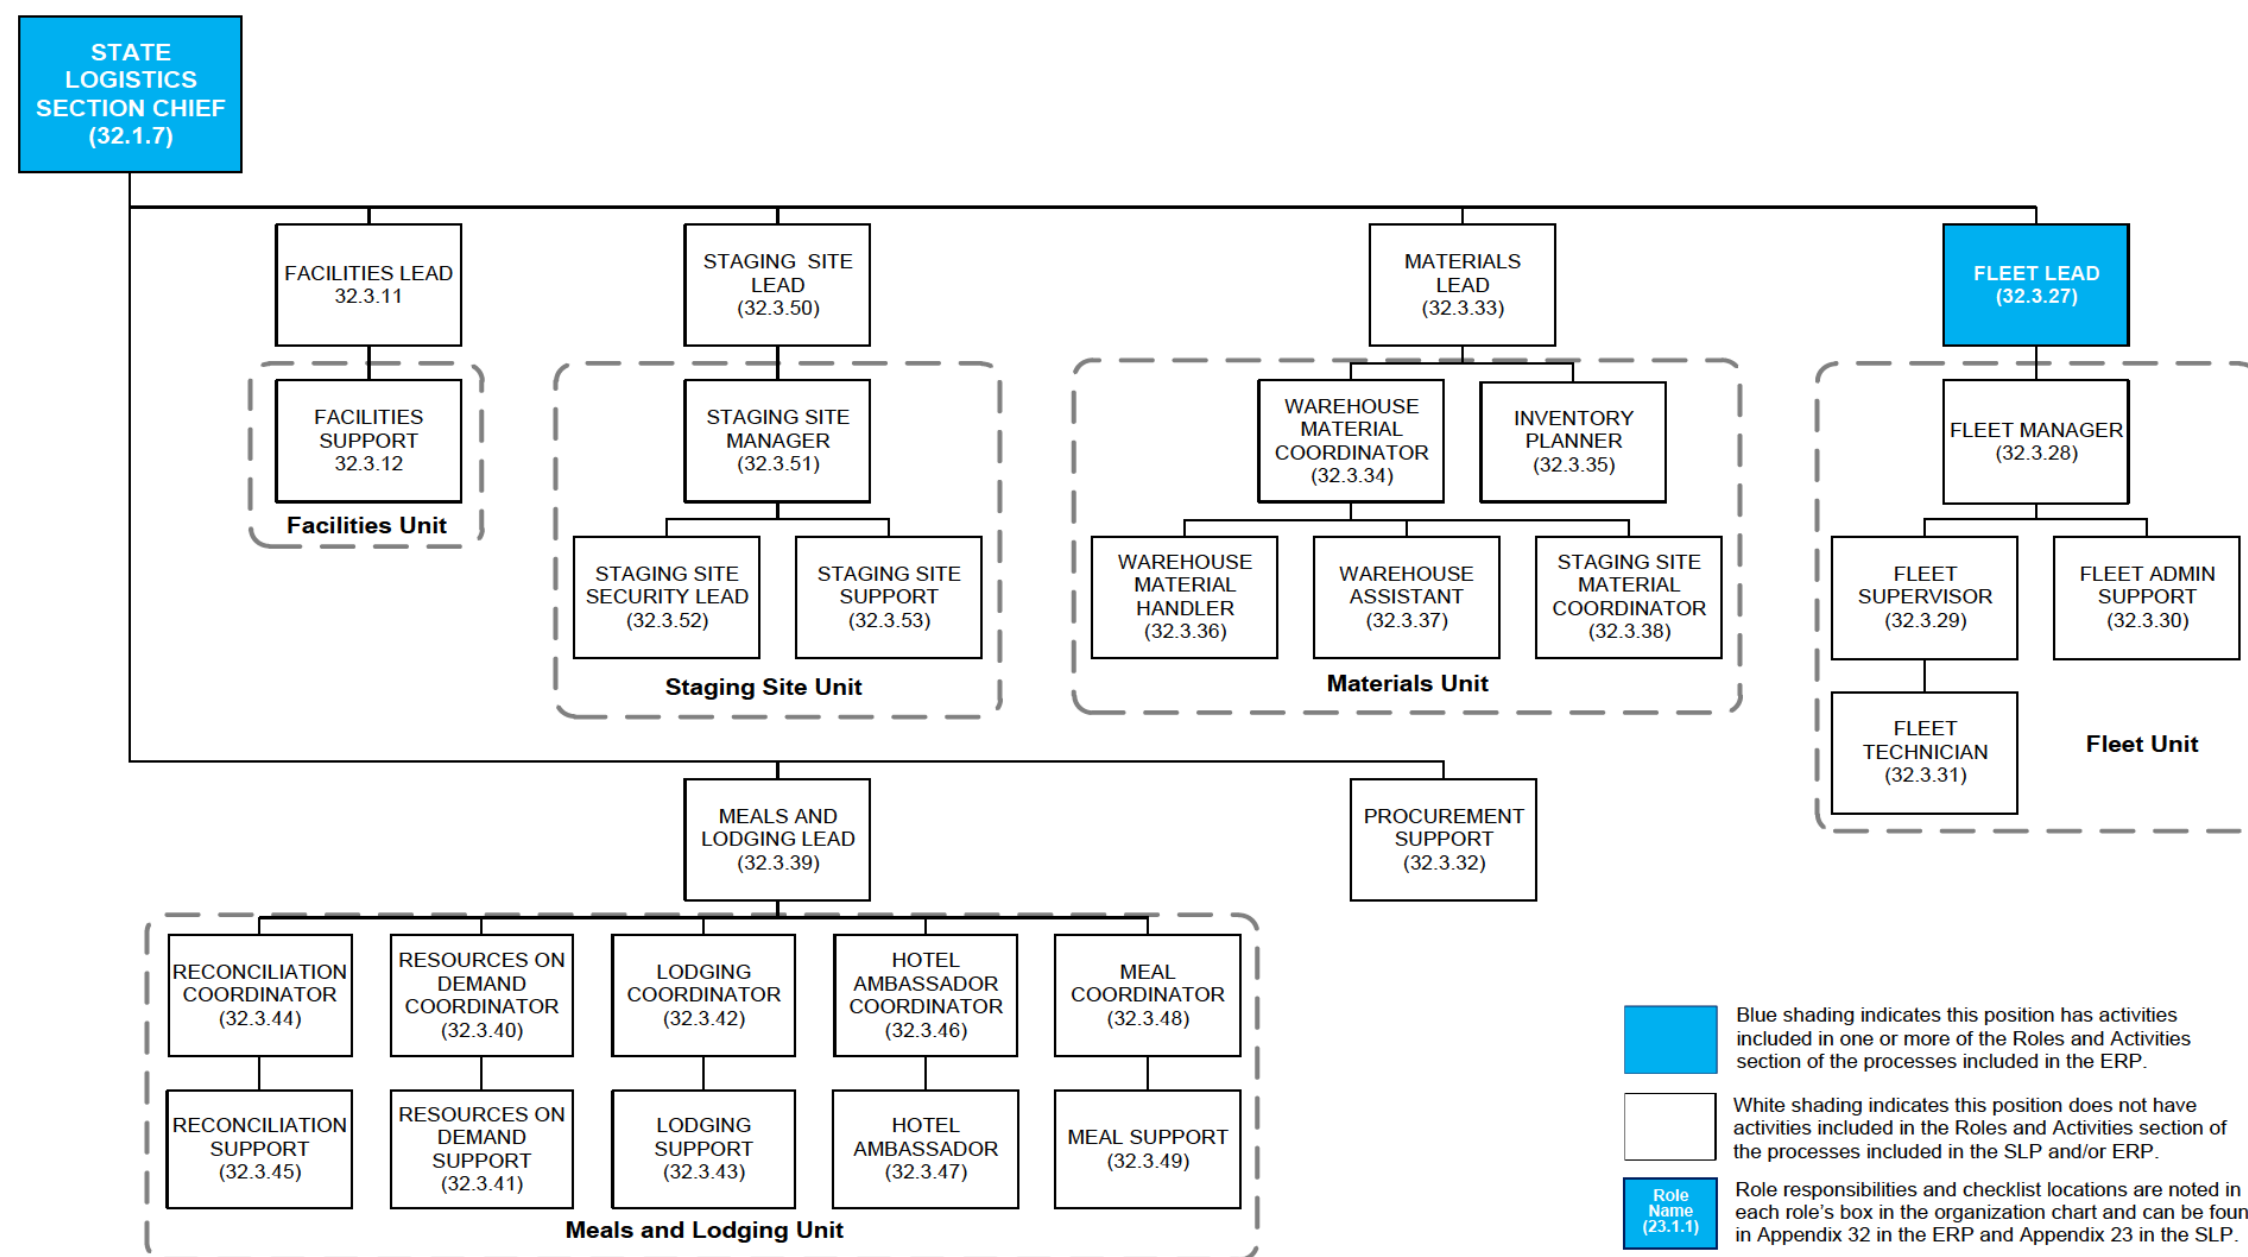 STATE
LOGISTICS
SECTION CHIEF
(32.1.7)
FACILITIES LEAD
32.3.11
STAGING SITE
LEAD
(32.3.50)
MATERIALS
LEAD
(32.3.33)
FLEET LEAD
(32.3.27)
FACILITIES
SUPPORT
32.3.12
Facilities Unit
STAGING SITE
MANAGER
(32.3.51)
STAGING SITE
SECURITY LEAD
(32.3.52)
STAGING SITE
SUPPORT
(32.3.53)
Staging Site Unit
WAREHOUSE
MATERIAL
COORDINATOR
(32.3.34)
INVENTORY
PLANNER
(32.3.35)
WAREHOUSE
MATERIAL
HANDLER
(32.3.36)
WAREHOUSE
ASSISTANT
(32.3.37)
STAGING SITE
MATERIAL
COORDINATOR
(32.3.38)
Materials Unit
FLEET MANAGER
(32.3.28)
FLEET
SUPERVISOR
(32.3.29)
FLEET ADMIN
SUPPORT
(32.3.30)
FLEET
TECHNICIAN
(32.3.31)
Fleet Unit
MEALS AND
LODGING LEAD
(32.3.39)
PROCUREMENT
SUPPORT
(32.3.32)
RECONCILIATION
COORDINATOR
(32.3.44)
RESOURCES ON
DEMAND
COORDINATOR
(32.3.40)
LODGING
COORDINATOR
(32.3.42)
HOTEL
AMBASSADOR
COORDINATOR
(32.3.46)
MEAL
COORDINATOR
(32.3.48)
RECONCILIATION
SUPPORT
(32.3.45)
RESOURCES ON
DEMAND
SUPPORT
(32.3.41)
LODGING
SUPPORT
(32.3.43)
HOTEL
AMBASSADOR
(32.3.47)
MEAL SUPPORT
(32.3.49)
Meals and Lodging Unit
Blue shading indicates this position has activities
included in one or more of the Roles and Activities
section of the processes included in the ERP.
White shading indicates this position does not have
activities included in the Roles and Activities section of
the processes included in the SLP and/or ERP.
Role
Name
(23.1.1)
Role responsibilities and checklist locations are noted in
each role's box in the organization chart and can be foun
in Appendix 32 in the ERP and Appendix 23 in the SLP.